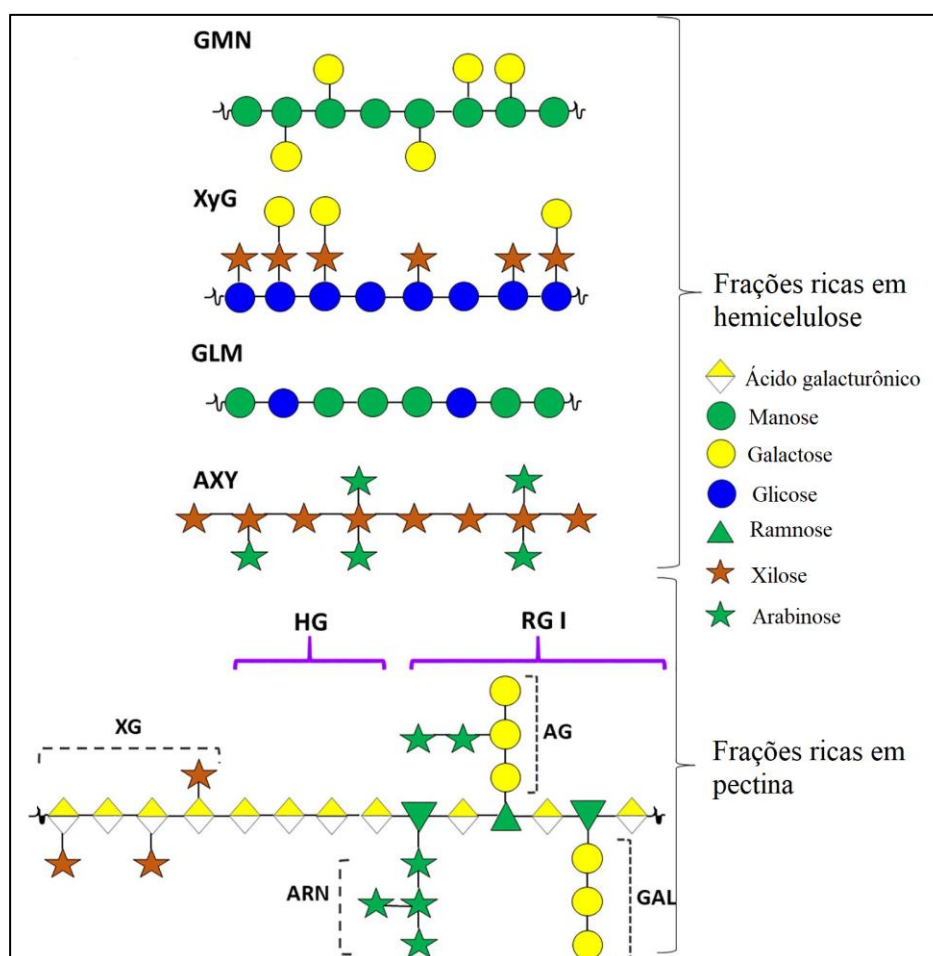 GMN
XyG
GLM
AXY
Frações ricas em
hemicelulose
Ácido galacturônico
Manose
Galactose
Glicose
Ramnose
Xilose
Arabinose
HG
RG I
XG
AG
ARN
GAL
Frações ricas em
pectina